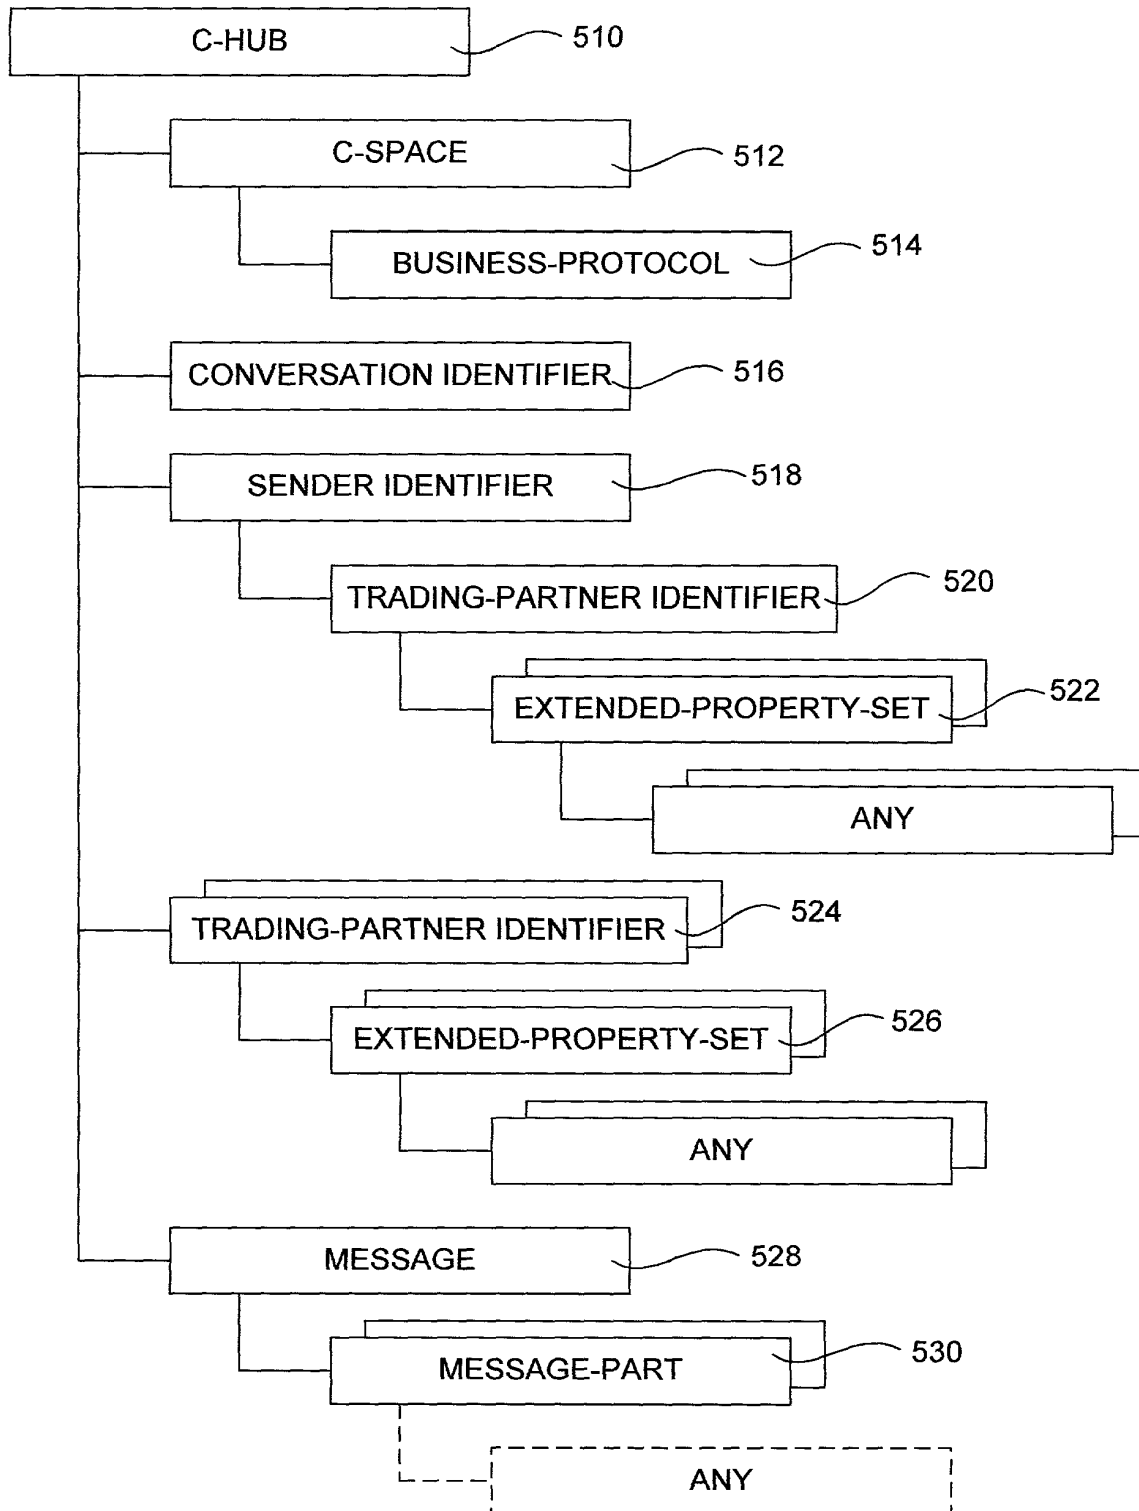 C-HUB 510
C-SPACE 512
BUSINESS-PROTOCOL 514
CONVERSATION IDENTIFIER 516
SENDER IDENTIFIER 518
TRADING-PARTNER IDENTIFIER 520
EXTENDED-PROPERTY-SET 522
ANY
TRADING-PARTNER IDENTIFIER 524
EXTENDED-PROPERTY-SET 526
ANY
MESSAGE 528
MESSAGE-PART 530
ANY